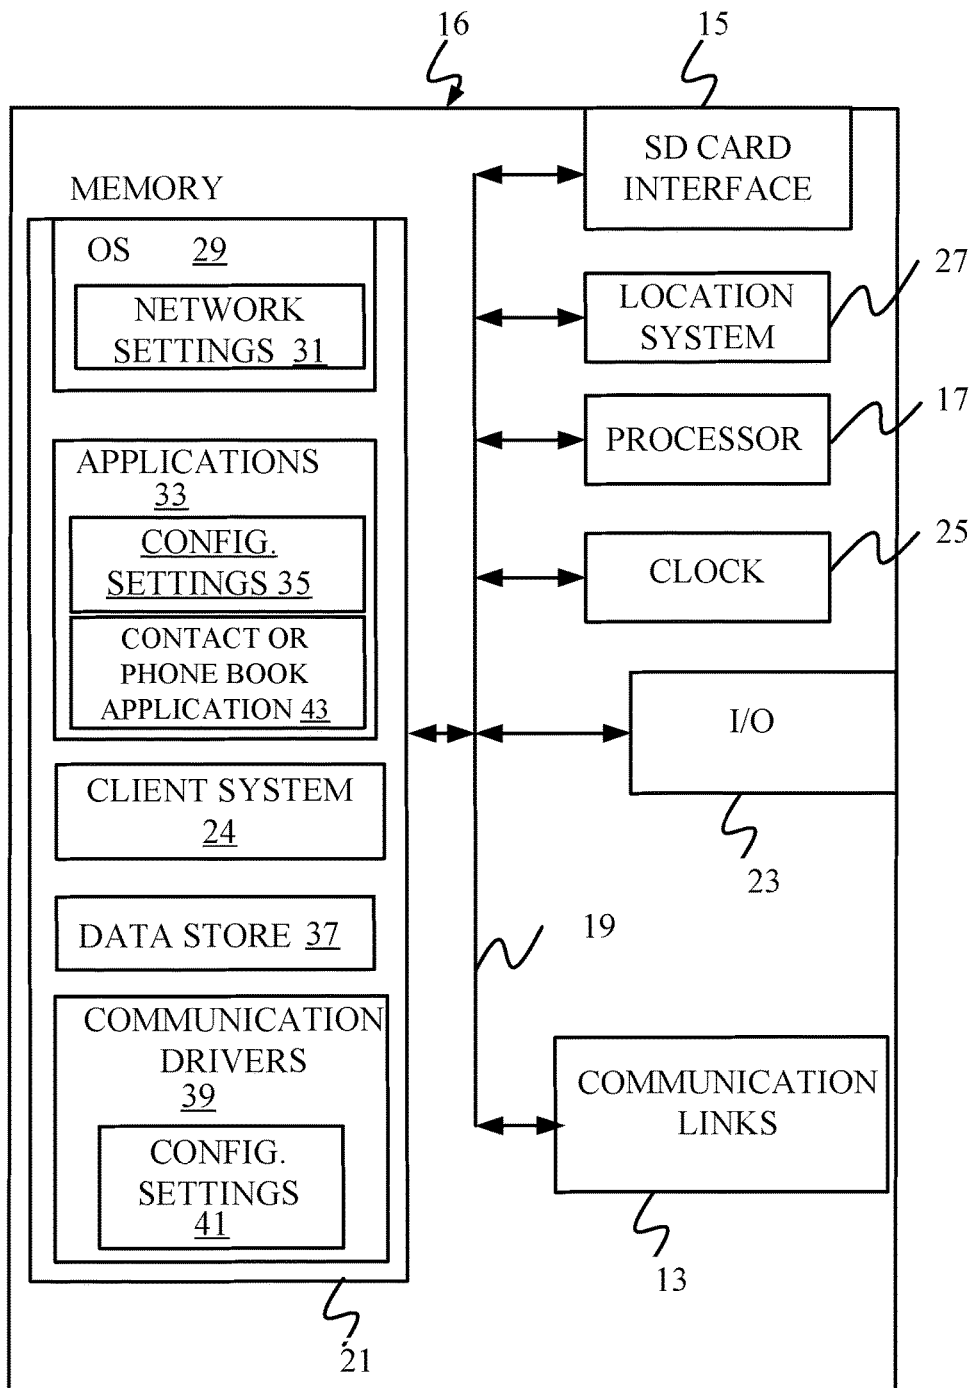 16
15
SD CARD
INTERFACE
MEMORY
OS 29
NETWORK
SETTINGS 31
APPLICATIONS
33
CONFIG.
SETTINGS 35
CONTACT OR
PHONE BOOK
APPLICATION 43
CLIENT SYSTEM
24
DATA STORE 37
COMMUNICATION
DRIVERS
39
CONFIG.
SETTINGS
41
21
LOCATION
SYSTEM
27
PROCESSOR
17
CLOCK
25
I/O
23
19
COMMUNICATION
LINKS
13